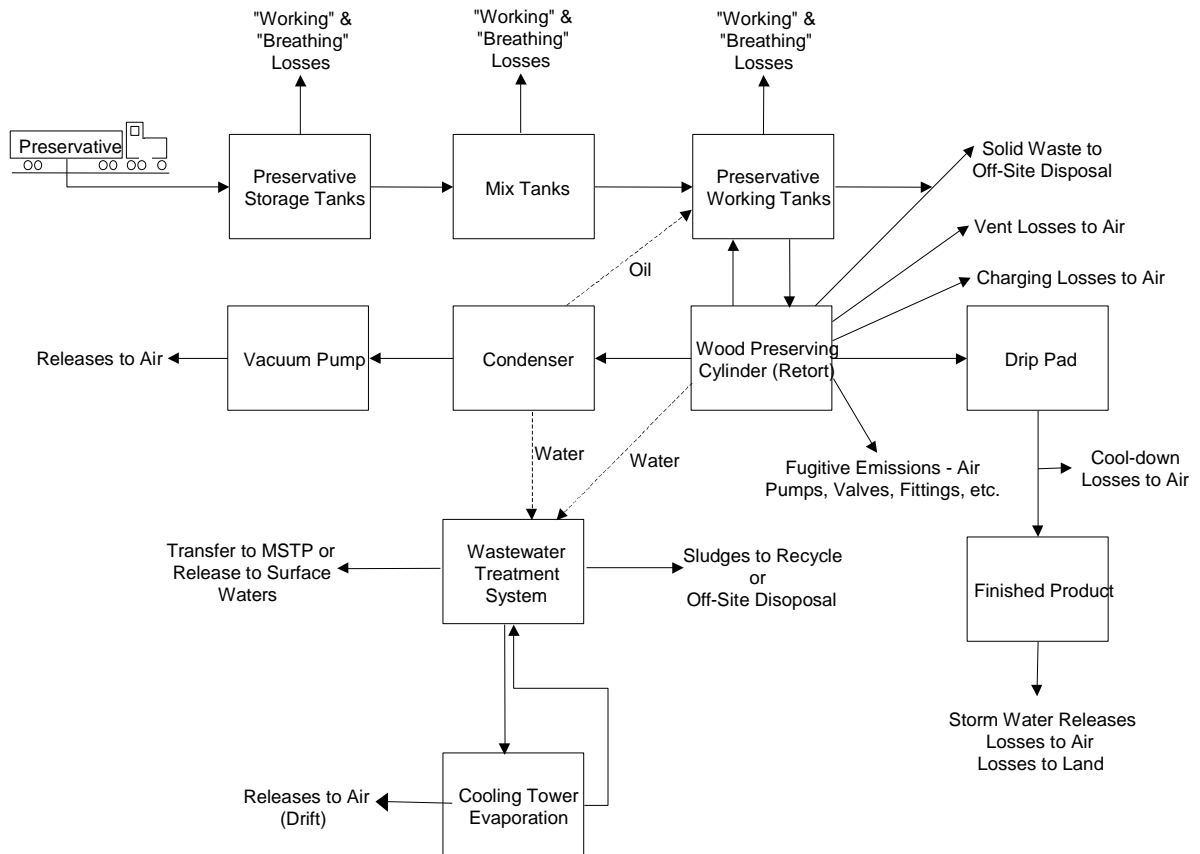 "Working" &
"Breathing"
Losses
"Working" &
"Breathing"
Losses
"Working" &
"Breathing"
Losses
Preservative
Preservative
Storage Tanks
Mix Tanks
Preservative
Working Tanks
Solid Waste to
Off-Site Disposal
Vent Losses to Air
Charging Losses to Air
Oil
Releases to Air
Vacuum Pump
Condenser
Wood Preserving
Cylinder (Retort)
Drip Pad
Water
Water
Fugitive Emissions - Air
Pumps, Valves, Fittings, etc.
Cool-down
Losses to Air
Transfer to MSTP or
Release to Surface
Waters
Wastewater
Treatment
System
Sludges to Recycle
or
Off-Site Disoposal
Finished Product
Storm Water Releases
Losses to Air
Losses to Land
Releases to Air
(Drift)
Cooling Tower
Evaporation